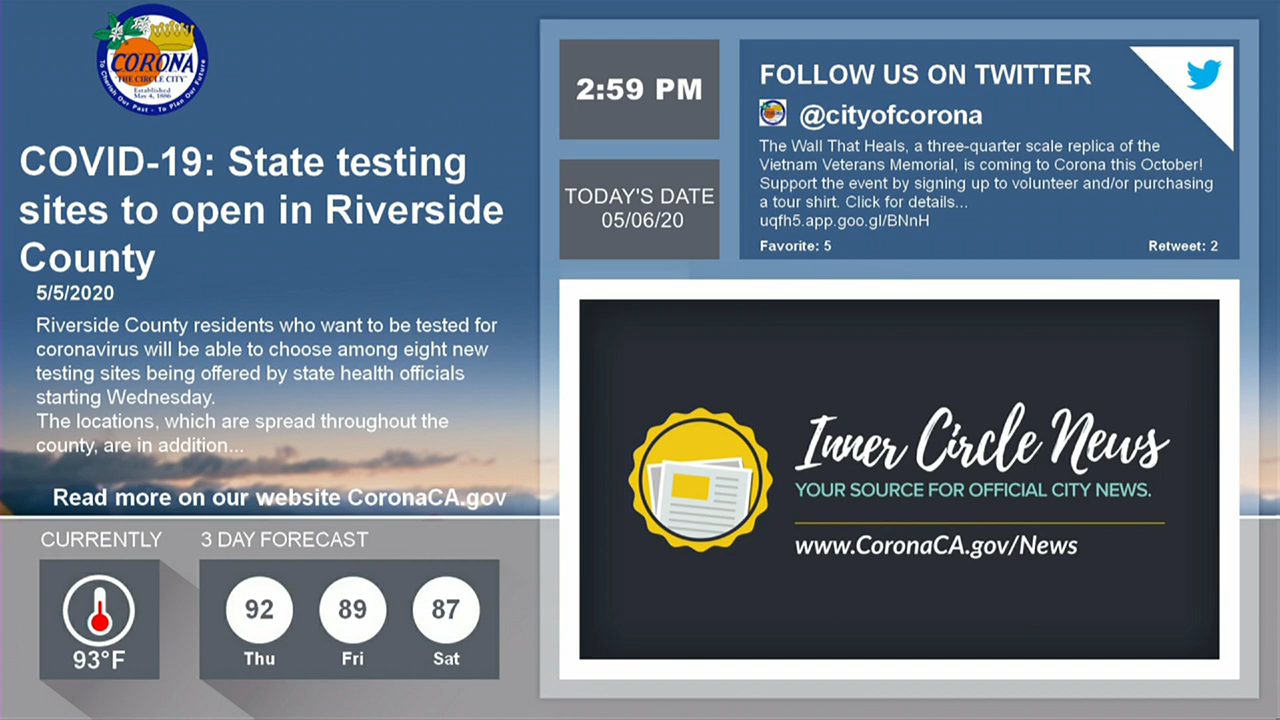 CORONA
"THE CIRCLE CITY"
Established
May 4, 1886
To Cherish Our Past - To Plan Our Future
COVID-19: State testing
sites to open in Riverside
County
5/5/2020
Riverside County residents who want to be tested for
coronavirus will be able to choose among eight new
testing sites being offered by state health officials
starting Wednesday.
The locations, which are spread throughout the
county, are in addition...
Read more on our website CoronaCA.gov
CURRENTLY
93°F
3 DAY FORECAST
92 89 87
Thu Fri Sat
2:59 PM
TODAY'S DATE
05/06/20
FOLLOW US ON TWITTER
@cityofcorona
The Wall That Heals, a three-quarter scale replica of the
Vietnam Veterans Memorial, is coming to Corona this October!
Support the event by signing up to volunteer and/or purchasing
a tour shirt. Click for details...
uqfh5.app.goo.gl/BNnH
Favorite: 5 Retweet: 2
Inner Circle News
YOUR SOURCE FOR OFFICIAL CITY NEWS.
www.CoronaCA.gov/News